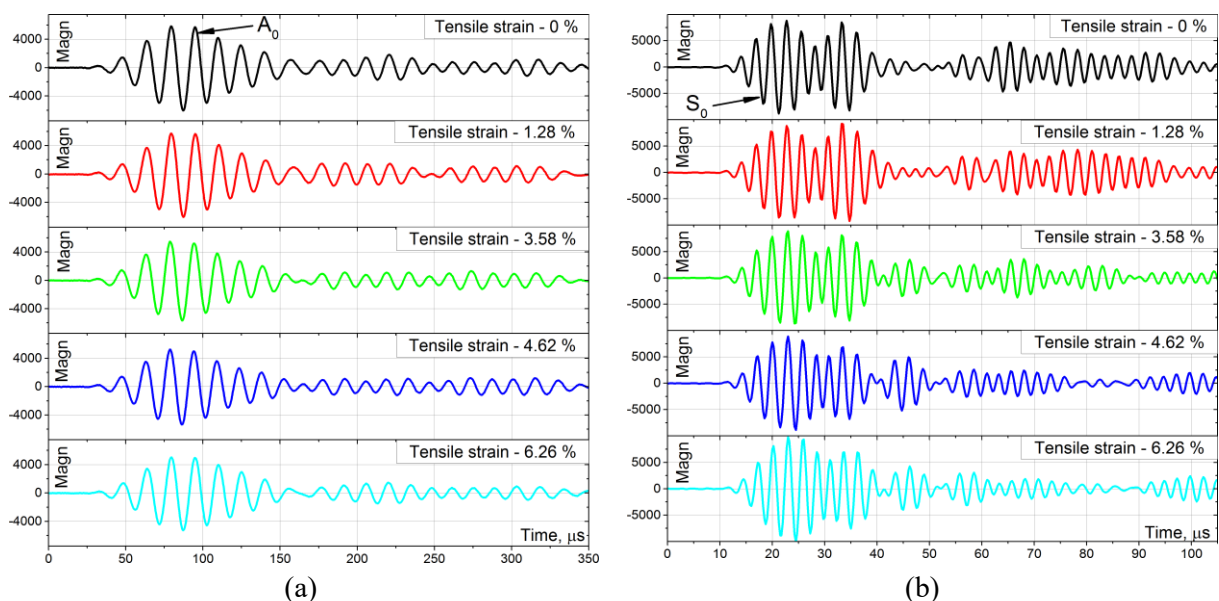 Magn
4000
0
-4000
A0
Tensile strain - 0 %
Magn
4000
0
-4000
Tensile strain - 1.28 %
Magn
4000
0
-4000
Tensile strain - 3.58 %
Magn
4000
0
-4000
Tensile strain - 4.62 %
Magn
4000
0
-4000
Tensile strain - 6.26 %
Time, μs
0 50 100 150 200 250 300 350
(a)
Magn
5000
0
-5000
S0
Tensile strain - 0 %
Magn
5000
0
-5000
Tensile strain - 1.28 %
Magn
5000
0
-5000
Tensile strain - 3.58 %
Magn
5000
0
-5000
Tensile strain - 4.62 %
Magn
5000
0
-5000
Tensile strain - 6.26 %
Time, μs
0 10 20 30 40 50 60 70 80 90 100
(b)